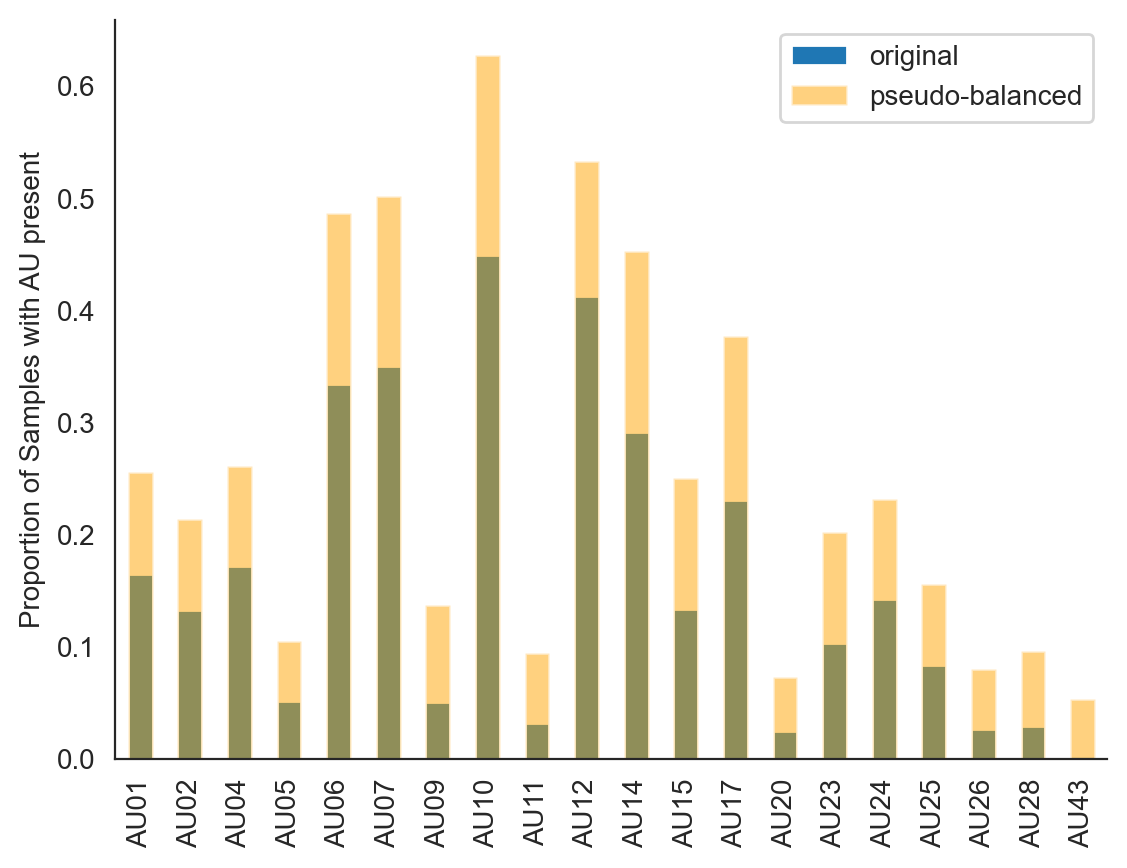 original
pseudo-balanced
Proportion of Samples with AU present
0.6
0.5
0.4
0.3
0.2
0.1
0.0
AU01
AU02
AU04
AU05
AU06
AU07
AU09
AU10
AU11
AU12
AU14
AU15
AU17
AU20
AU23
AU24
AU25
AU26
AU28
AU43